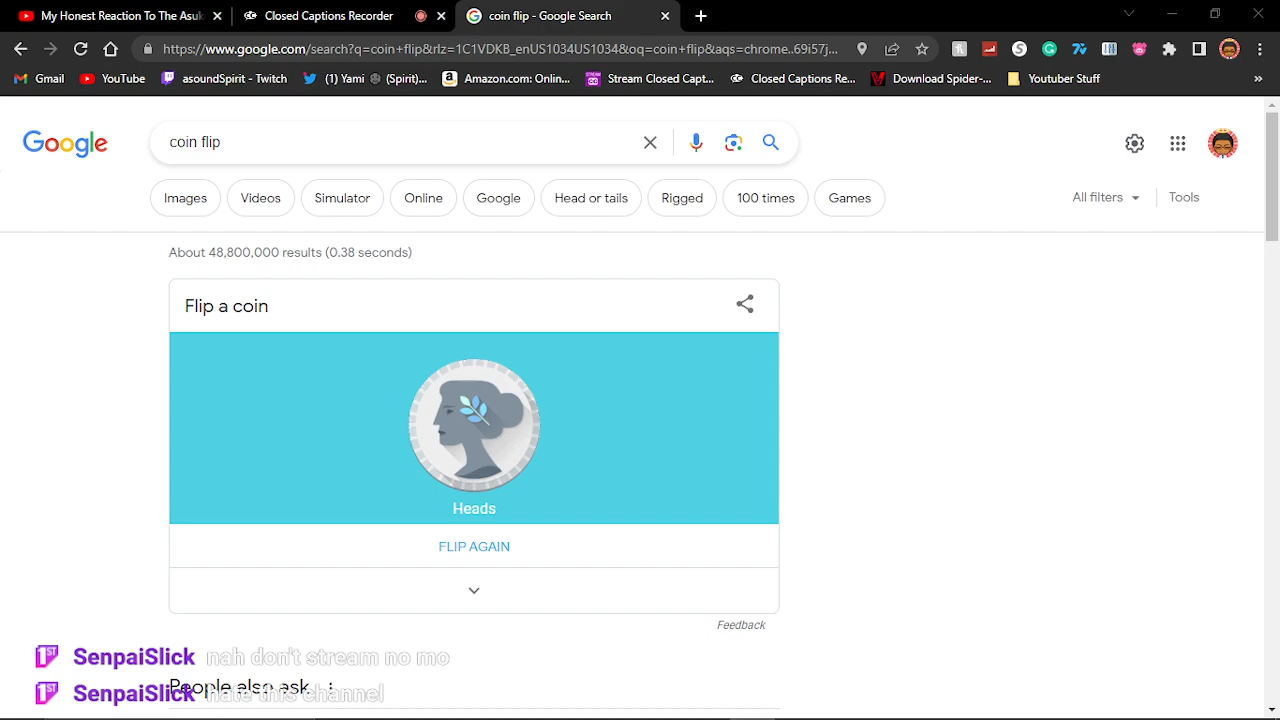 My Honest Reaction To The Asuk
Closed Captions Recorder
coin flip - Google Search
https://www.google.com/search?q=coin+flip&rlz=1C1VDKB_enUS1034US1034&oq=coin+flip&aqs=chrome..69i57j...
Gmail
YouTube
asoundSpirit - Twitch
(1) Yami (Spirit)...
Amazon.com: Onlin...
Stream Closed Capt...
Closed Captions Re...
Download Spider-...
Youtuber Stuff
»
Google
coin flip
Images
Videos
Simulator
Online
Google
Head or tails
Rigged
100 times
Games
All filters
Tools
About 48,800,000 results (0.38 seconds)
Flip a coin
Heads
FLIP AGAIN
Feedback
1ST SenpaiSlick nah don't stream no mo
People also ask
1ST SenpaiSlick hate this channel